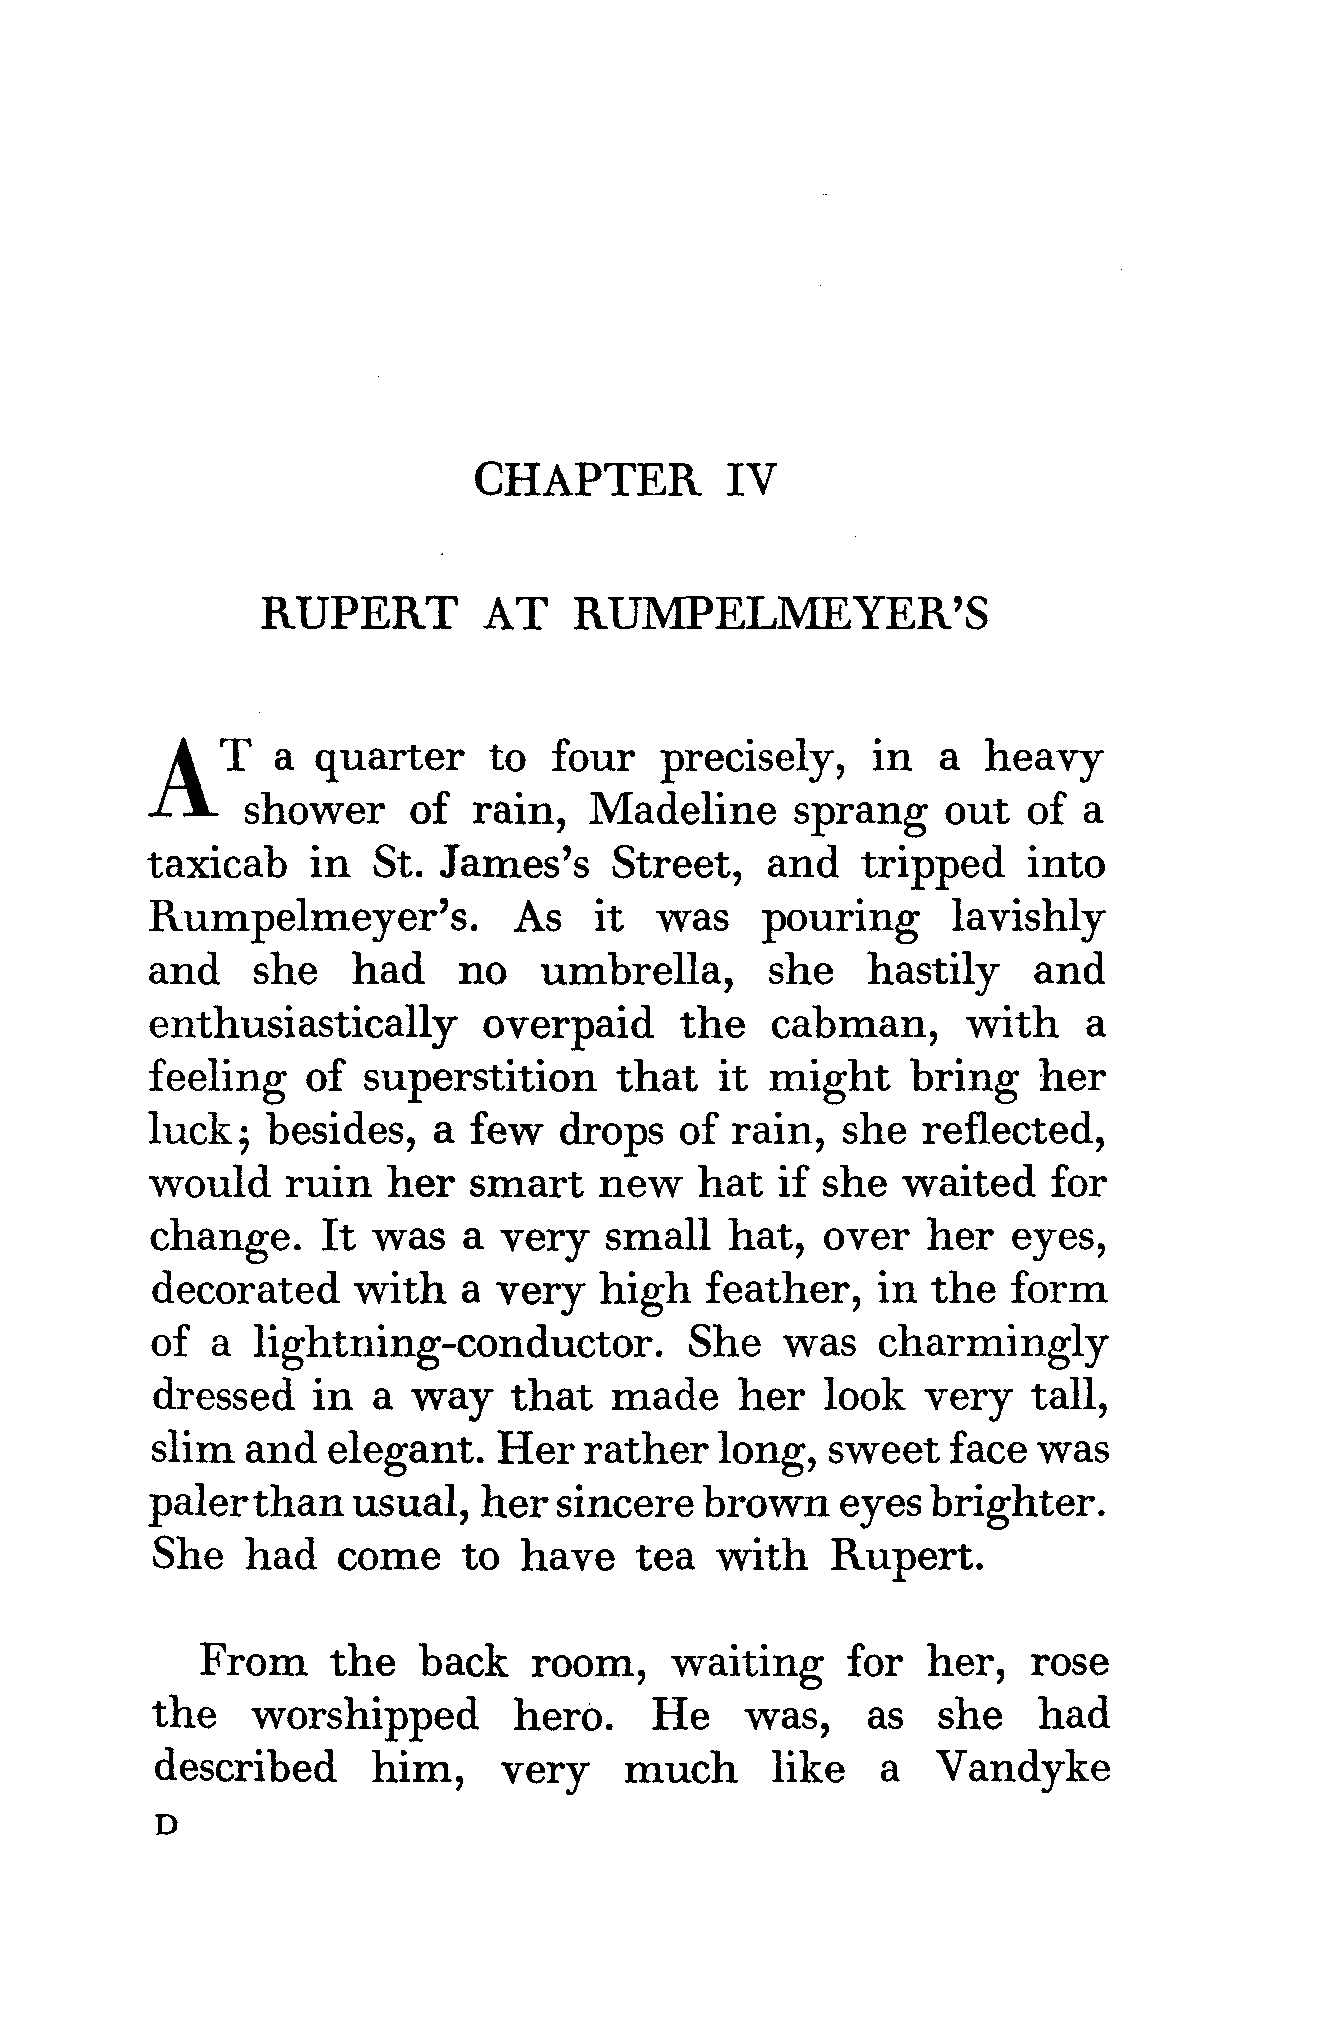 CHAPTER IV
RUPERT AT RUMPELMEYER'S
AT a quarter to four precisely, in a heavy
shower of rain, Madeline sprang out of a
taxicab in St. James's Street, and tripped into
Rumpelmeyer's. As it was pouring lavishly
and she had no umbrella, she hastily and
enthusiastically overpaid the cabman, with a
feeling of superstition that it might bring her
luck; besides, a few drops of rain, she reflected,
would ruin her smart new hat if she waited for
change. It was a very small hat, over her eyes,
decorated with a very high feather, in the form
of a lightning-conductor. She was charmingly
dressed in a way that made her look very tall,
slim and elegant. Her rather long, sweet face was
paler than usual, her sincere brown eyes brighter.
She had come to have tea with Rupert.
From the back room, waiting for her, rose
the worshipped hero. He was, as she had
described him, very much like a Vandyke
D